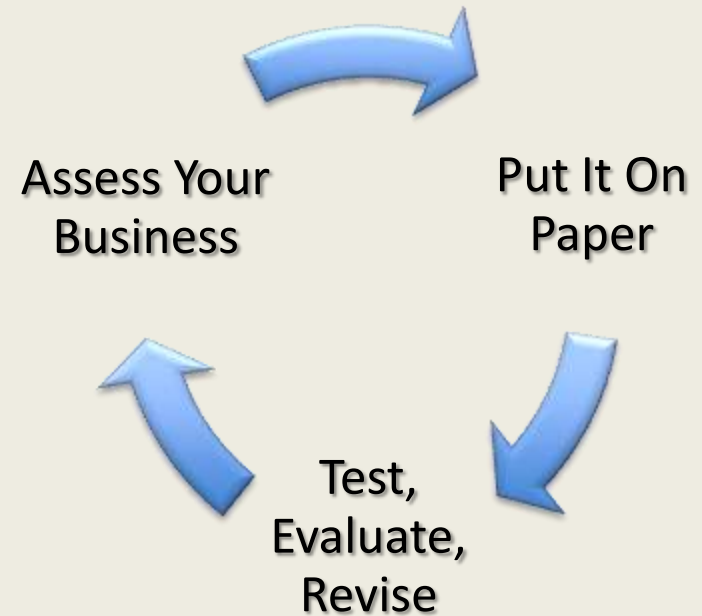 Assess Your
Business
Put It On
Paper
Test,
Evaluate,
Revise